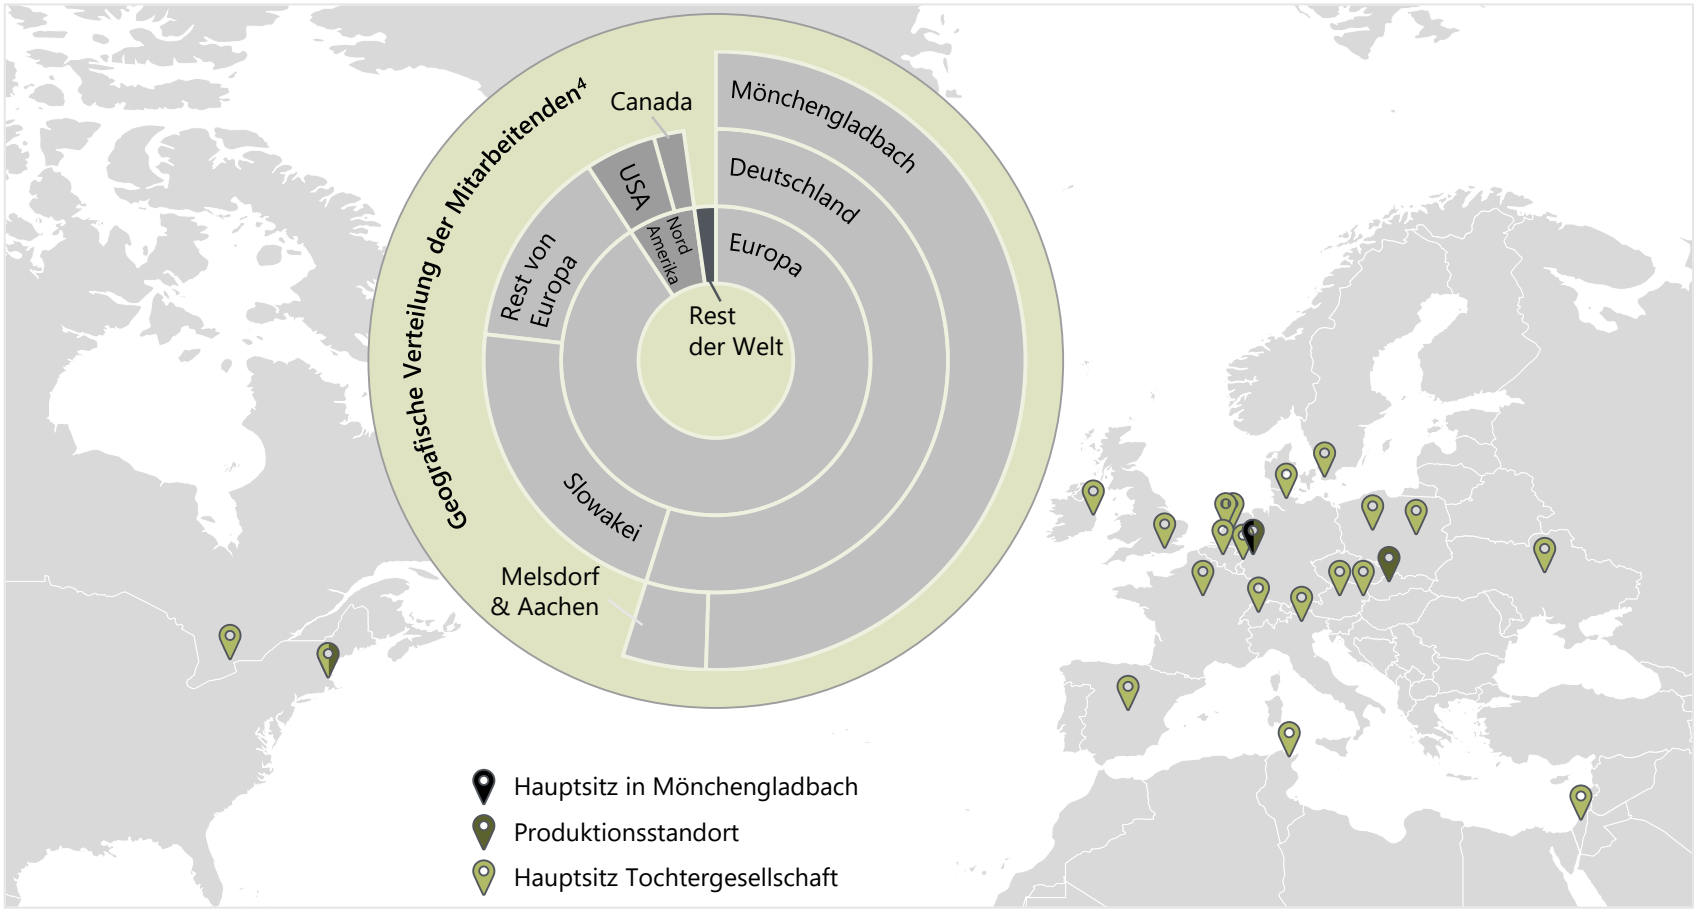 Geografische Verteilung der Mitarbeitenden⁴
Canada
Mönchengladbach
Deutschland
Europa
USA
Nord
Amerika
Rest von
Europa
Rest
der Welt
Slowakei
Melsdorf
& Aachen
Hauptsitz in Mönchengladbach
Produktionsstandort
Hauptsitz Tochtergesellschaft